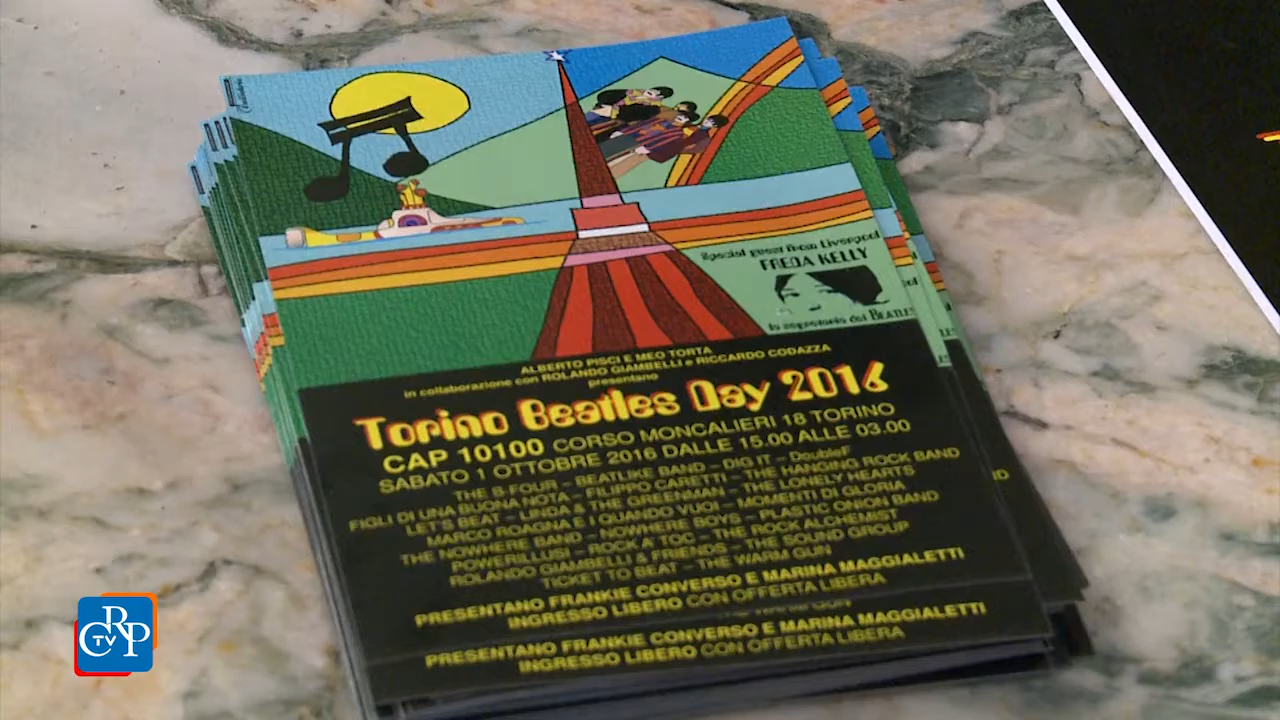 Special guest from Liverpool
FREDA KELLY
la segretaria dei BEATLES
ALBERTO PISCI E MEO TORTA
in collaborazione con ROLANDO GIAMBELLI e RICCARDO CODAZZA
presentano
Torino Beatles Day 2016
CAP 10100 CORSO MONCALIERI 18 TORINO
SABATO 1 OTTOBRE 2016 DALLE 15.00 ALLE 03.00
THE B FOUR – BEATLIKE BAND – DIG IT – DoubleF
FIGLI DI UNA BUONA NOTA – FILIPPO CARETTI – THE HANGING ROCK BAND
LET'S BEAT – LINDA & THE GREENMAN – THE LONELY HEARTS
MARCO ROAGNA E I QUANDO VUOI – MOMENTI DI GLORIA
THE NOWHERE BAND – NOWHERE BOYS – PLASTIC ONION BAND
POWERILLUSI – ROCK A' TOC – THE ROCK ALCHEMIST
ROLANDO GIAMBELLI & FRIENDS – THE SOUND GROUP
TICKET TO BEAT – THE WARM GUN
PRESENTANO FRANKIE CONVERSO E MARINA MAGGIALETTI
INGRESSO LIBERO CON OFFERTA LIBERA
PRESENTANO FRANKIE CONVERSO E MARINA MAGGIALETTI
INGRESSO LIBERO CON OFFERTA LIBERA
CRP
TV